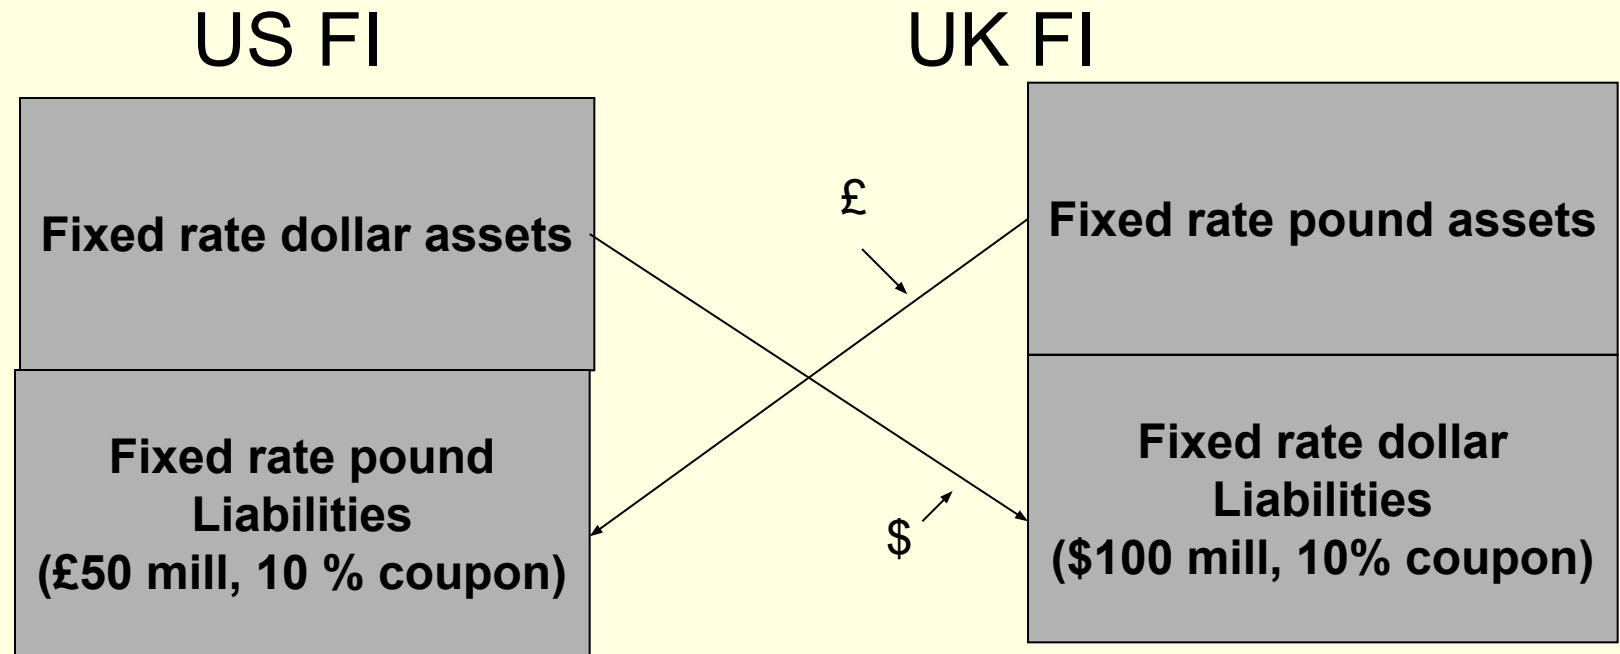 US FI
UK FI
Fixed rate dollar assets
Fixed rate pound
Liabilities
(£50 mill, 10 % coupon)
£
$
Fixed rate pound assets
Fixed rate dollar
Liabilities
($100 mill, 10% coupon)